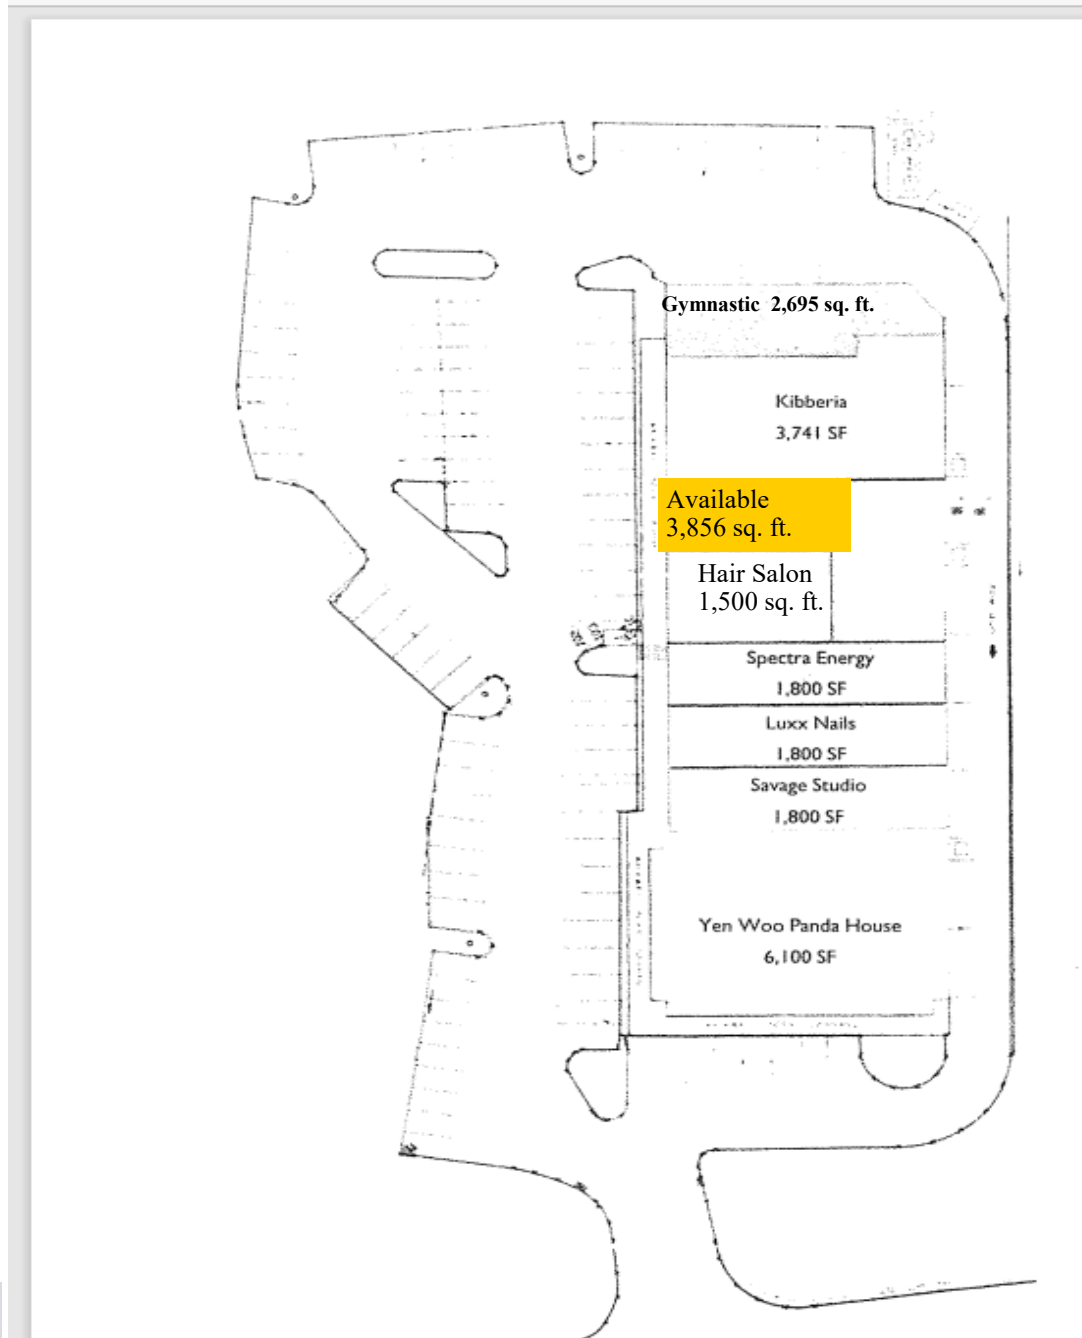 Gymnastic 2,695 sq. ft.
Kibberia
3,741 SF
Available
3,856 sq. ft.
Hair Salon
1,500 sq. ft.
Spectra Energy
1,800 SF
Luxx Nails
1,800 SF
Savage Studio
1,800 SF
Yen Woo Panda House
6,100 SF